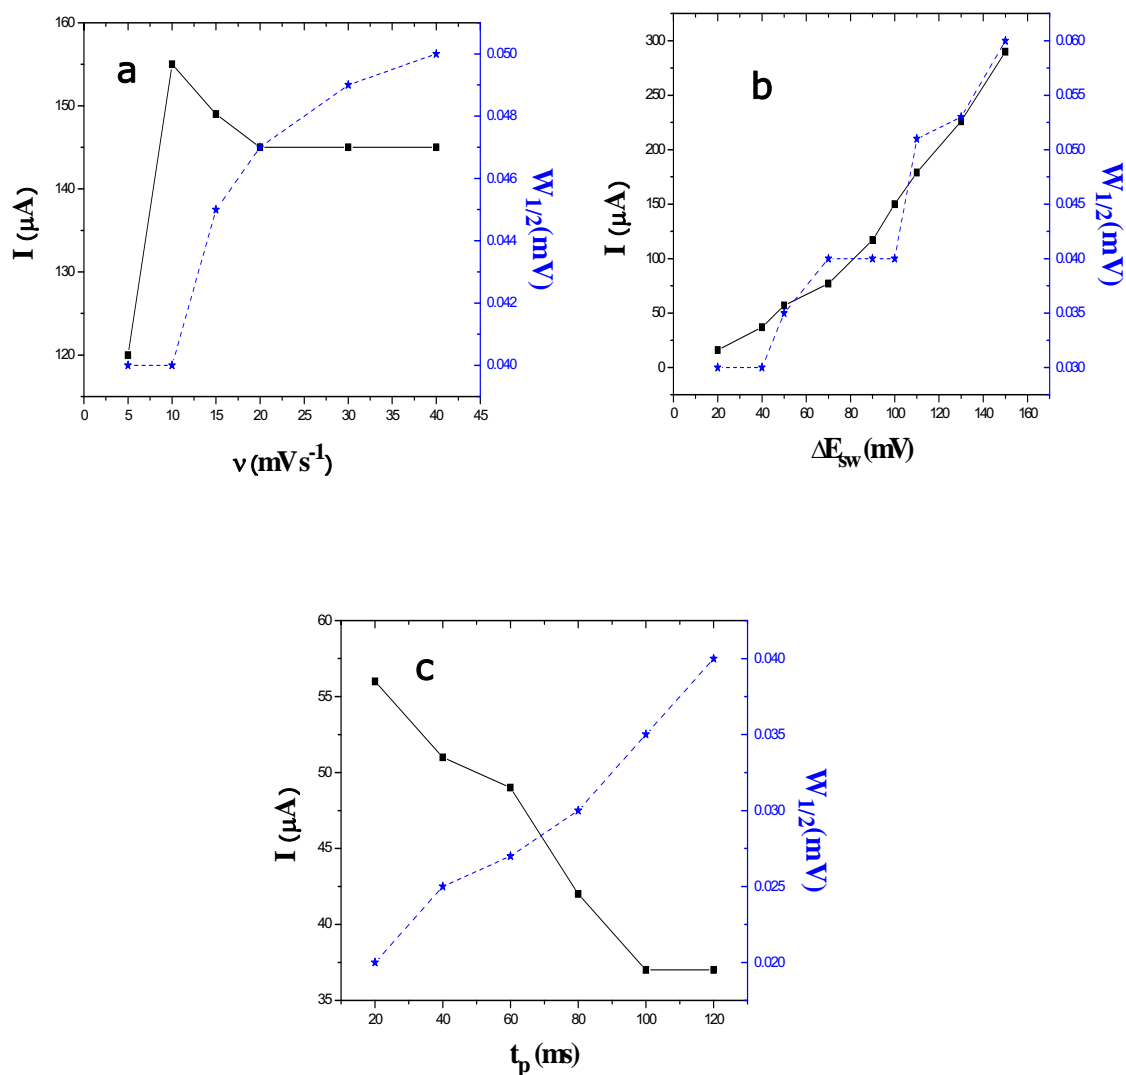 a
160
150
140
130
120
I (µA)
0 5 10 15 20 25 30 35 40 45
ν (mVs⁻¹)
0.050
0.048
0.046
0.044
0.042
0.040
W1/2(mV)
b
300
250
200
150
100
50
0
I (µA)
0 20 40 60 80 100 120 140 160
ΔEsw (mV)
0.060
0.055
0.050
0.045
0.040
0.035
0.030
W1/2(mV)
c
60
55
50
45
40
35
I (µA)
20 40 60 80 100 120
tp (ms)
0.040
0.035
0.030
0.025
0.020
W1/2(mV)